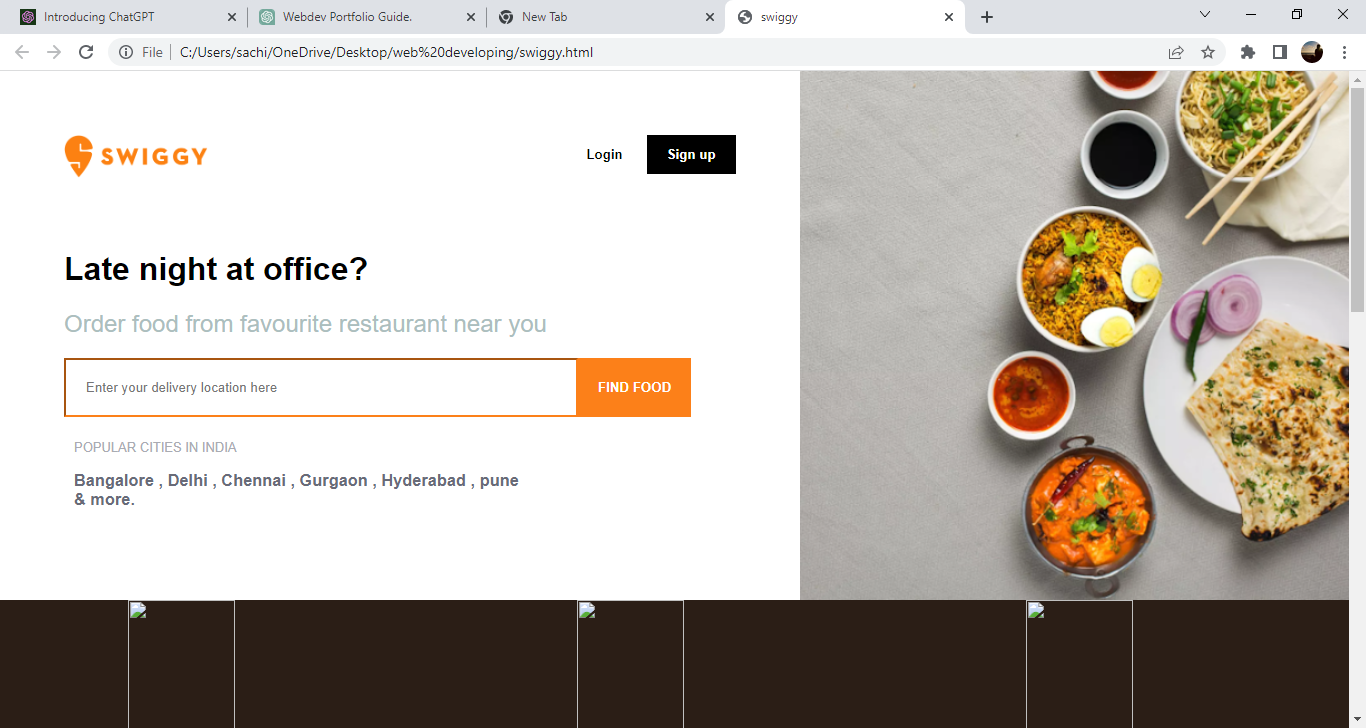 Introducing ChatGPT
Webdev Portfolio Guide.
New Tab
swiggy
File
C:/Users/sachi/OneDrive/Desktop/web%20developing/swiggy.html
SWIGGY
Login
Sign up
Late night at office?
Order food from favourite restaurant near you
Enter your delivery location here
FIND FOOD
POPULAR CITIES IN INDIA
Bangalore , Delhi , Chennai , Gurgaon , Hyderabad , pune
& more.